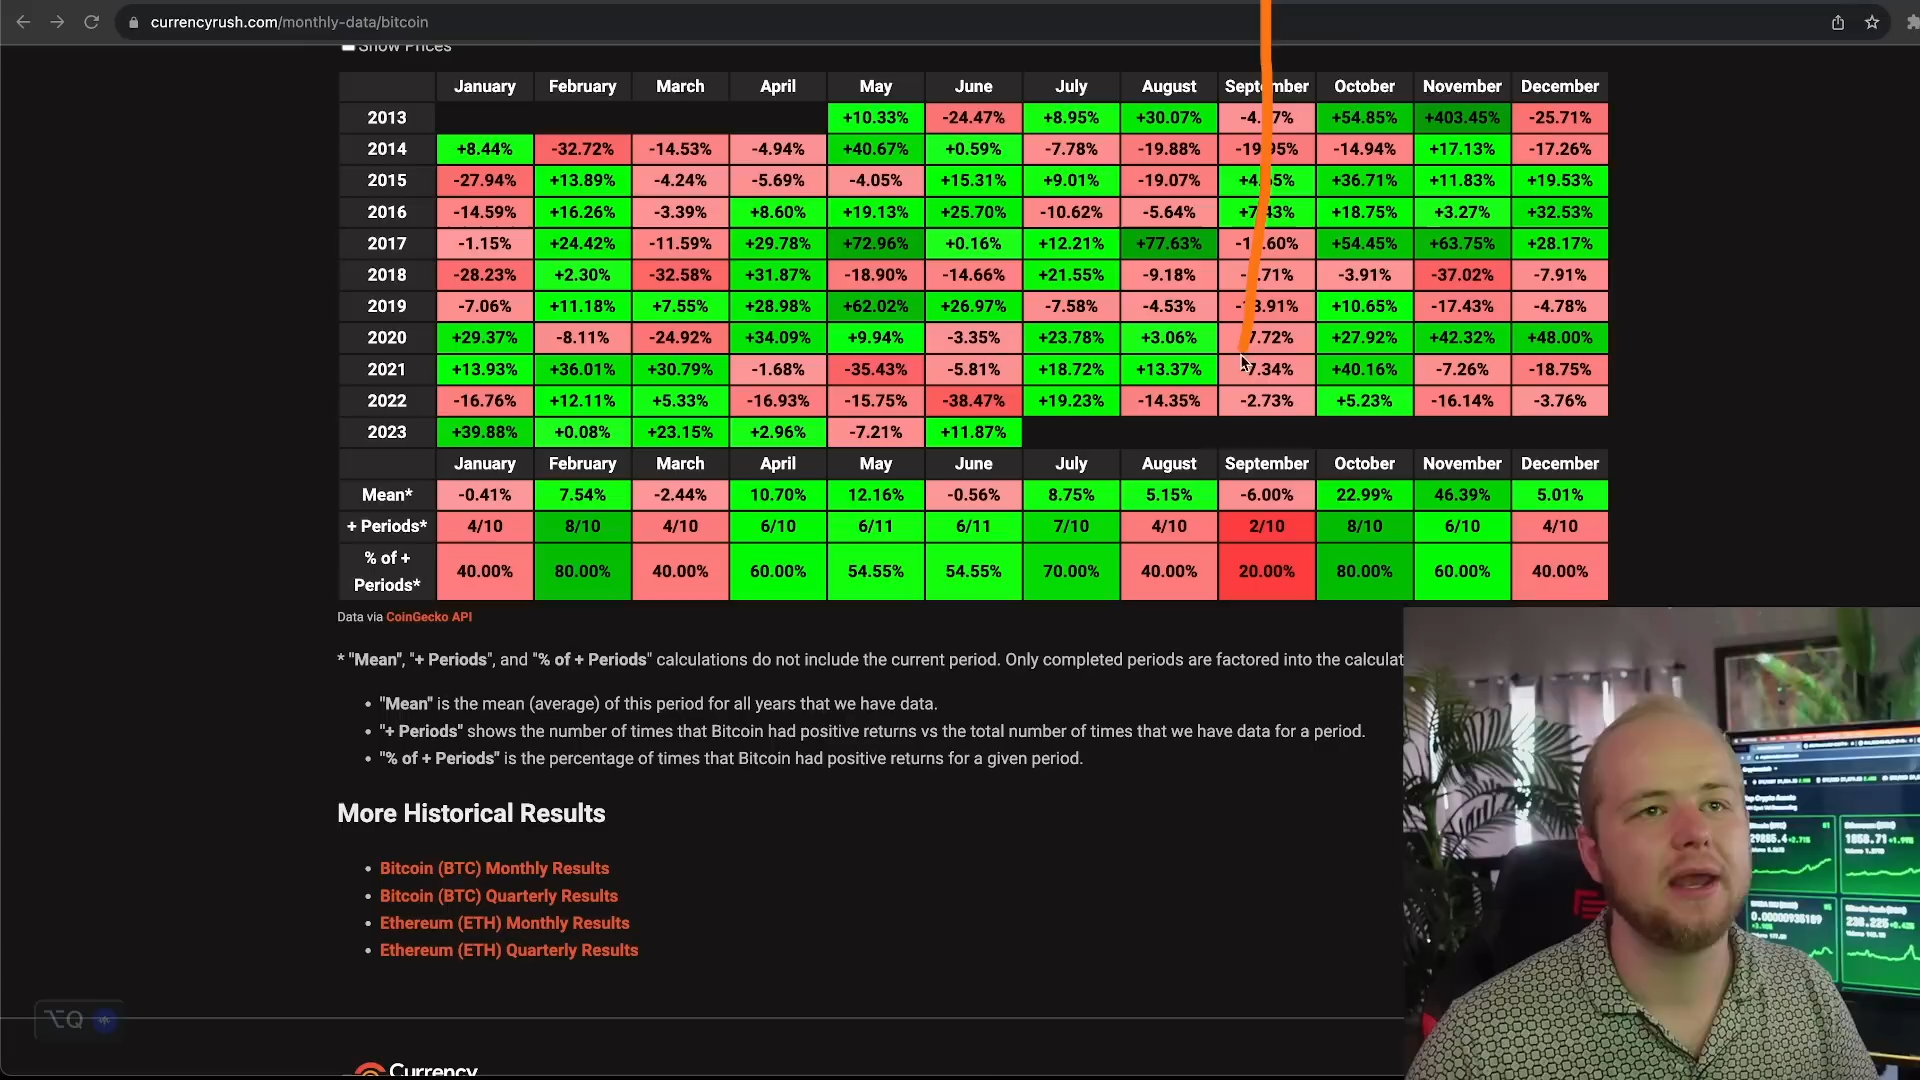 currencyrush.com/monthly-data/bitcoin
Show Prices
January February March April May June July August September October November December
2013 +10.33% -24.47% +8.95% +30.07% +54.85% +403.45% -25.71%
2014 +8.44% -32.72% -14.53% -4.94% +40.67% +0.59% -7.78% -19.88% -19.95% -14.94% +17.13% -17.26%
2015 -27.94% +13.89% -4.24% -5.69% -4.05% +15.31% +9.01% -19.07% +36.71% +11.83% +19.53%
2016 -14.59% +16.26% -3.39% +8.60% +19.13% +25.70% -10.62% -5.64% +7.43% +18.75% +3.27% +32.53%
2017 -1.15% +24.42% -11.59% +29.78% +72.96% +0.16% +12.21% +77.63% +54.45% +63.75% +28.17%
2018 -28.23% +2.30% -32.58% +31.87% -18.90% -14.66% +21.55% -9.18% -3.91% -37.02% -7.91%
2019 -7.06% +11.18% +7.55% +28.98% +62.02% +26.97% -7.58% -4.53% +10.65% -17.43% -4.78%
2020 +29.37% -8.11% -24.92% +34.09% +9.94% -3.35% +23.78% +3.06% -7.72% +27.92% +42.32% +48.00%
2021 +13.93% +36.01% +30.79% -1.68% -35.43% -5.81% +18.72% +13.37% -7.34% +40.16% -7.26% -18.75%
2022 -16.76% +12.11% +5.33% -16.93% -15.75% -38.47% +19.23% -14.35% -2.73% +5.23% -16.14% -3.76%
2023 +39.88% +0.08% +23.15% +2.96% -7.21% +11.87%
January February March April May June July August September October November December
Mean* -0.41% 7.54% -2.44% 10.70% 12.16% -0.56% 8.75% 5.15% -6.00% 22.99% 46.39% 5.01%
+ Periods* 4/10 8/10 4/10 6/10 6/11 6/11 7/10 4/10 2/10 8/10 6/10 4/10
% of +
Periods* 40.00% 80.00% 40.00% 60.00% 54.55% 54.55% 70.00% 40.00% 20.00% 80.00% 60.00% 40.00%
Data via CoinGecko API
* "Mean", "+ Periods", and "% of + Periods" calculations do not include the current period. Only completed periods are factored into the calculat
• "Mean" is the mean (average) of this period for all years that we have data.
• "+ Periods" shows the number of times that Bitcoin had positive returns vs the total number of times that we have data for a period.
• "% of + Periods" is the percentage of times that Bitcoin had positive returns for a given period.
More Historical Results
• Bitcoin (BTC) Monthly Results
• Bitcoin (BTC) Quarterly Results
• Ethereum (ETH) Monthly Results
• Ethereum (ETH) Quarterly Results
⌥Q
Currency
29885.4
1858.71
0.00000935189
230.225